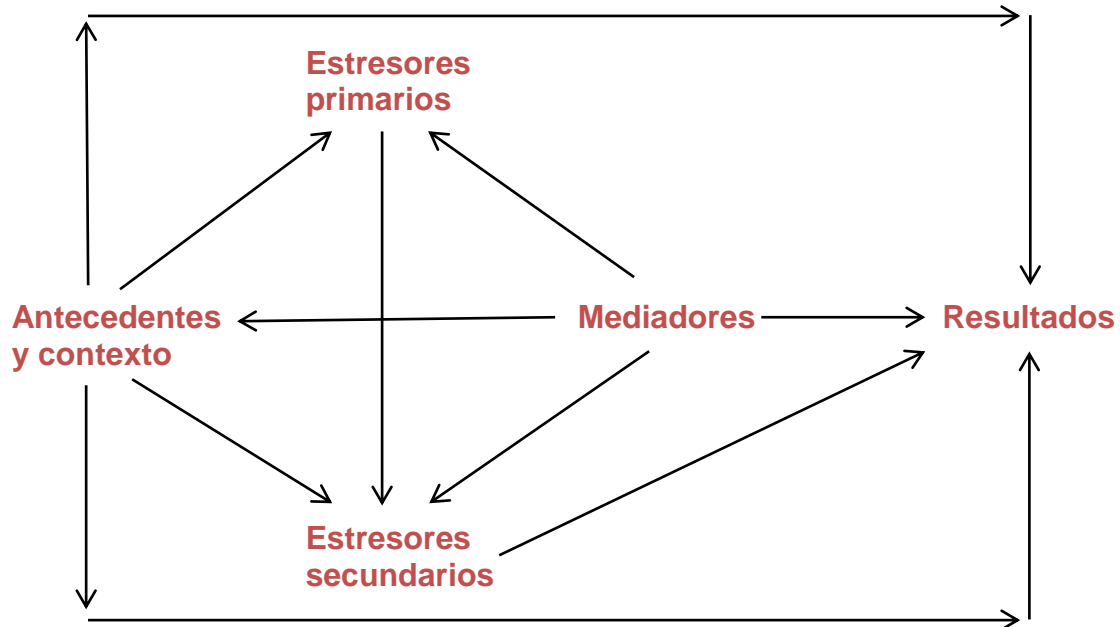 Estresores
primarios
Antecedentes
y contexto
Mediadores
Resultados
Estresores
secundarios